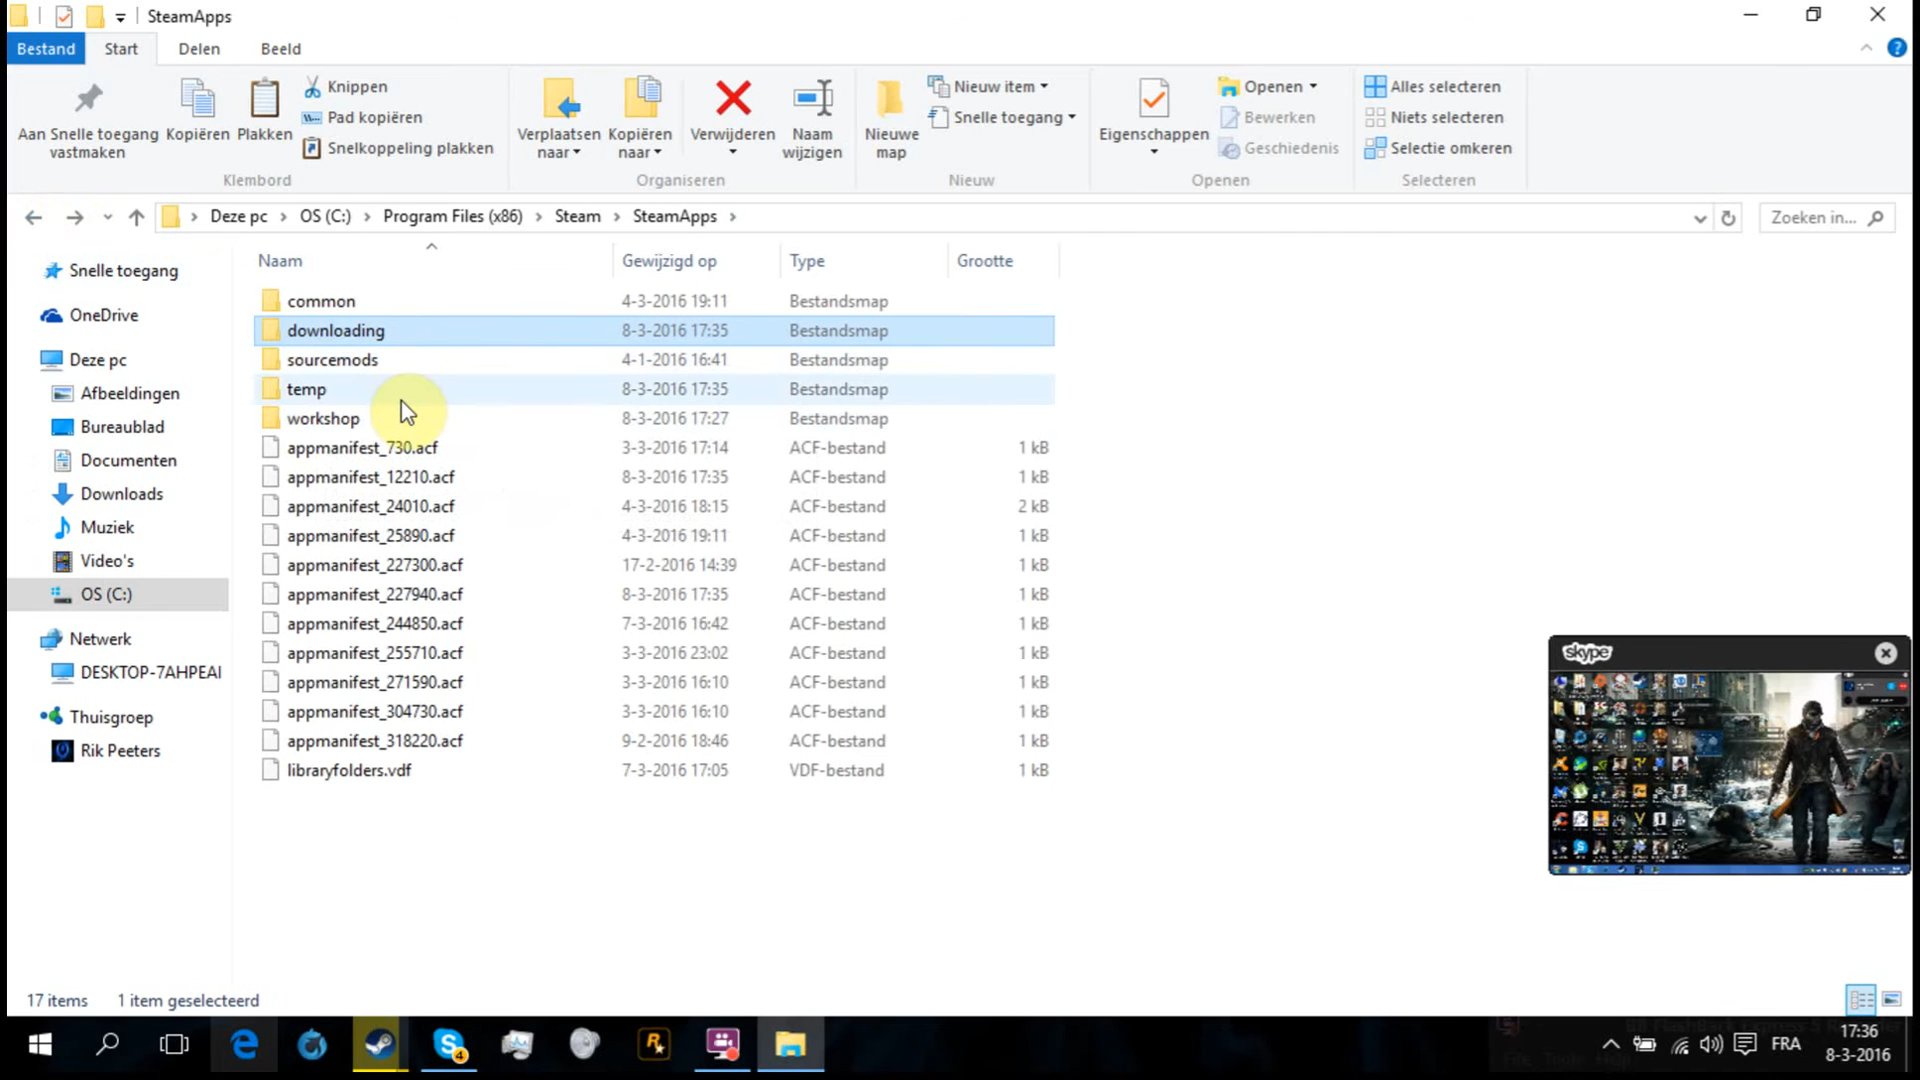 SteamApps
Bestand Start Delen Beeld
Aan Snelle toegang vastmaken
Kopiëren
Plakken
Knippen
Pad kopiëren
Snelkoppeling plakken
Klembord
Verplaatsen naar
Kopiëren naar
Verwijderen
Naam wijzigen
Organiseren
Nieuwe map
Nieuw item
Snelle toegang
Nieuw
Eigenschappen
Openen
Bewerken
Geschiedenis
Openen
Alles selecteren
Niets selecteren
Selectie omkeren
Selecteren
Deze pc > OS (C:) > Program Files (x86) > Steam > SteamApps >
Zoeken in...
Snelle toegang
OneDrive
Deze pc
Afbeeldingen
Bureaublad
Documenten
Downloads
Muziek
Video's
OS (C:)
Netwerk
DESKTOP-7AHPEAI
Thuisgroep
Rik Peeters
Naam Gewijzigd op Type Grootte
common 4-3-2016 19:11 Bestandsmap
downloading 8-3-2016 17:35 Bestandsmap
sourcemods 4-1-2016 16:41 Bestandsmap
temp 8-3-2016 17:35 Bestandsmap
workshop 8-3-2016 17:27 Bestandsmap
appmanifest_730.acf 3-3-2016 17:14 ACF-bestand 1 kB
appmanifest_12210.acf 8-3-2016 17:35 ACF-bestand 1 kB
appmanifest_24010.acf 4-3-2016 18:15 ACF-bestand 2 kB
appmanifest_25890.acf 4-3-2016 19:11 ACF-bestand 1 kB
appmanifest_227300.acf 17-2-2016 14:39 ACF-bestand 1 kB
appmanifest_227940.acf 8-3-2016 17:35 ACF-bestand 1 kB
appmanifest_244850.acf 7-3-2016 16:42 ACF-bestand 1 kB
appmanifest_255710.acf 3-3-2016 23:02 ACF-bestand 1 kB
appmanifest_271590.acf 3-3-2016 16:10 ACF-bestand 1 kB
appmanifest_304730.acf 3-3-2016 16:10 ACF-bestand 1 kB
appmanifest_318220.acf 9-2-2016 18:46 ACF-bestand 1 kB
libraryfolders.vdf 7-3-2016 17:05 VDF-bestand 1 kB
skype
17 items 1 item geselecteerd
4
FRA
17:36
8-3-2016